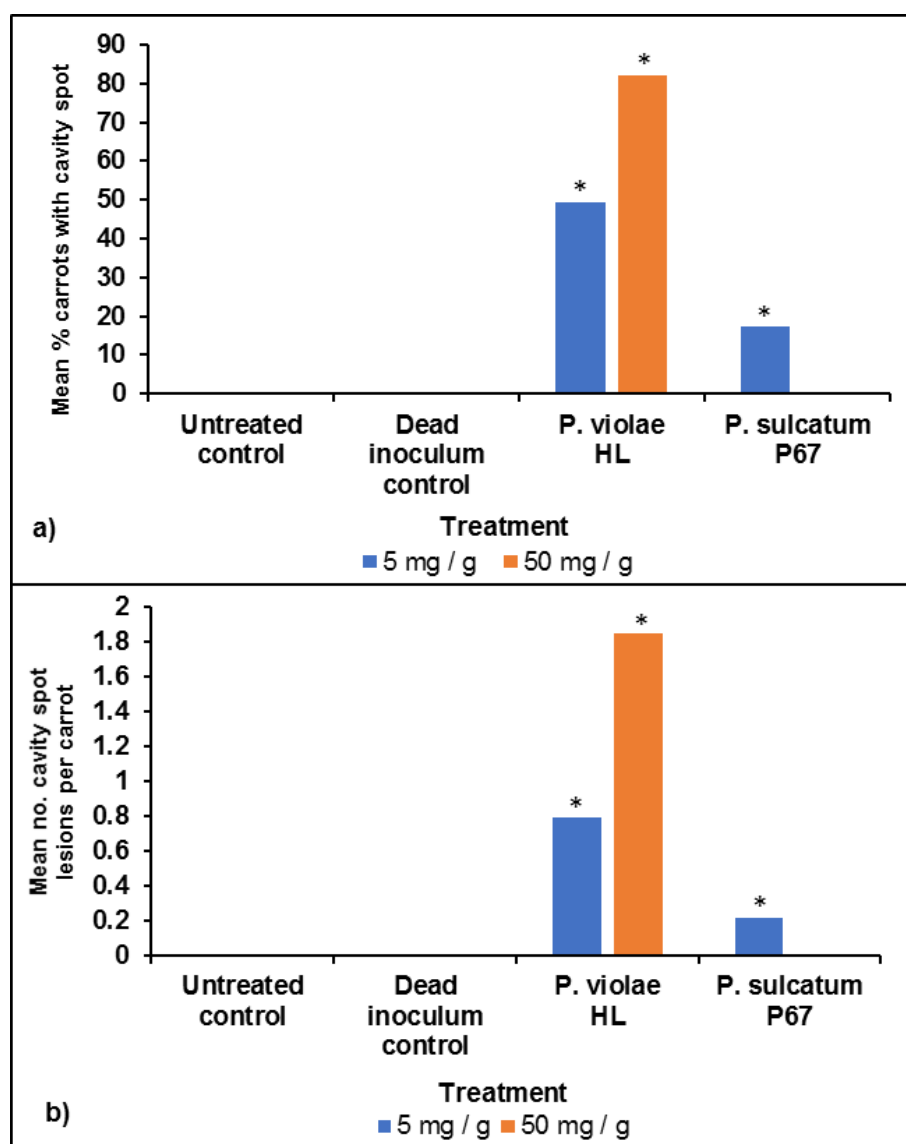 Mean % carrots with cavity spot
90
80
70
60
50
40
30
20
10
0
*
*
*
Untreated control
Dead inoculum control
P. violae HL
P. sulcatum P67
a)
Treatment
5 mg / g 50 mg / g
Mean no. cavity spot
lesions per carrot
2
1.8
1.6
1.4
1.2
1
0.8
0.6
0.4
0.2
0
*
*
*
Untreated control
Dead inoculum control
P. violae HL
P. sulcatum P67
b)
Treatment
5 mg / g 50 mg / g